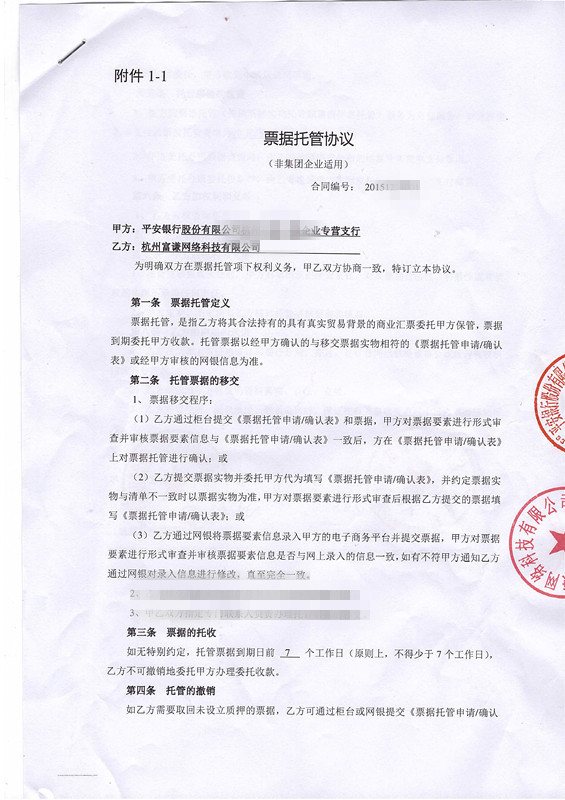 附件 1-1
票据托管协议
（非集团企业适用）
合同编号： 2015
甲方：平安银行股份有限公司 企业专营支行
乙方：杭州富谦网络科技有限公司
为明确双方在票据托管项下权利义务，甲乙双方协商一致，特订立本协议。
第一条 票据托管定义
票据托管，是指乙方将其合法持有的具有真实贸易背景的商业汇票委托甲方保管，票据
到期委托甲方收款。托管票据以经甲方确认的与移交票据实物相符的《票据托管申请/确认
表》或经甲方审核的网银信息为准。
第二条 托管票据的移交
1、 票据移交程序：
（1）乙方通过柜台提交《票据托管申请/确认表》和票据，甲方对票据要素进行形式审
查并审核票据要素信息与《票据托管申请/确认表》一致后，方在《票据托管申请/确认表》
上对票据托管进行确认；或
（2）乙方提交票据实物并委托甲方代为填写《票据托管申请/确认表》，并约定票据实
物与清单不一致时以票据实物为准，甲方对票据要素进行形式审查后根据乙方提交的票据填
写《票据托管申请/确认表》；或
（3）乙方通过网银将票据要素信息录入甲方的电子商务平台并提交票据，甲方对票据
要素进行形式审查并审核票据要素信息是否与网上录入的信息一致，如有不符甲方通知乙方
通过网银对录入信息进行修改，直至完全一致。
2、
3、甲乙双方指定专门联系人负责办理
第三条 票据的托收
如无特别约定，托管票据到期日前 7 个工作日（原则上，不得少于 7 个工作日），
乙方不可撤销地委托甲方办理委托收款。
第四条 托管的撤销
如乙方需要取回未设立质押的票据，乙方可通过柜台或网银提交《票据托管申请/确认
安银行股份有限
网络科技有限公司